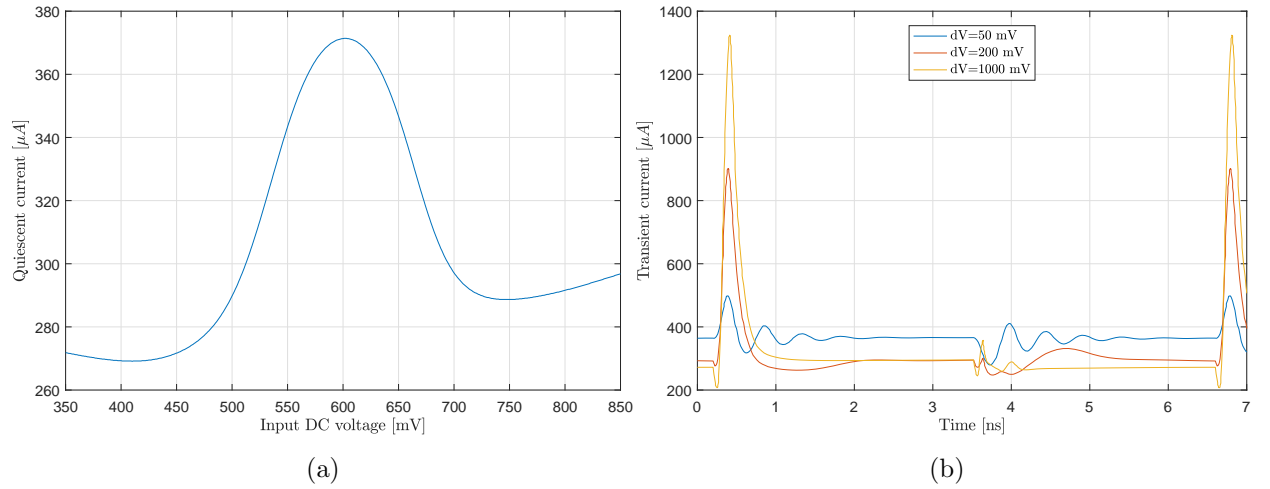 380
360
340
320
300
280
260
Quiescent current [μA]
350 400 450 500 550 600 650 700 750 800 850
Input DC voltage [mV]
(a)
1400
1200
1000
800
600
400
200
Transient current [μA]
dV=50 mV
dV=200 mV
dV=1000 mV
0 1 2 3 4 5 6 7
Time [ns]
(b)